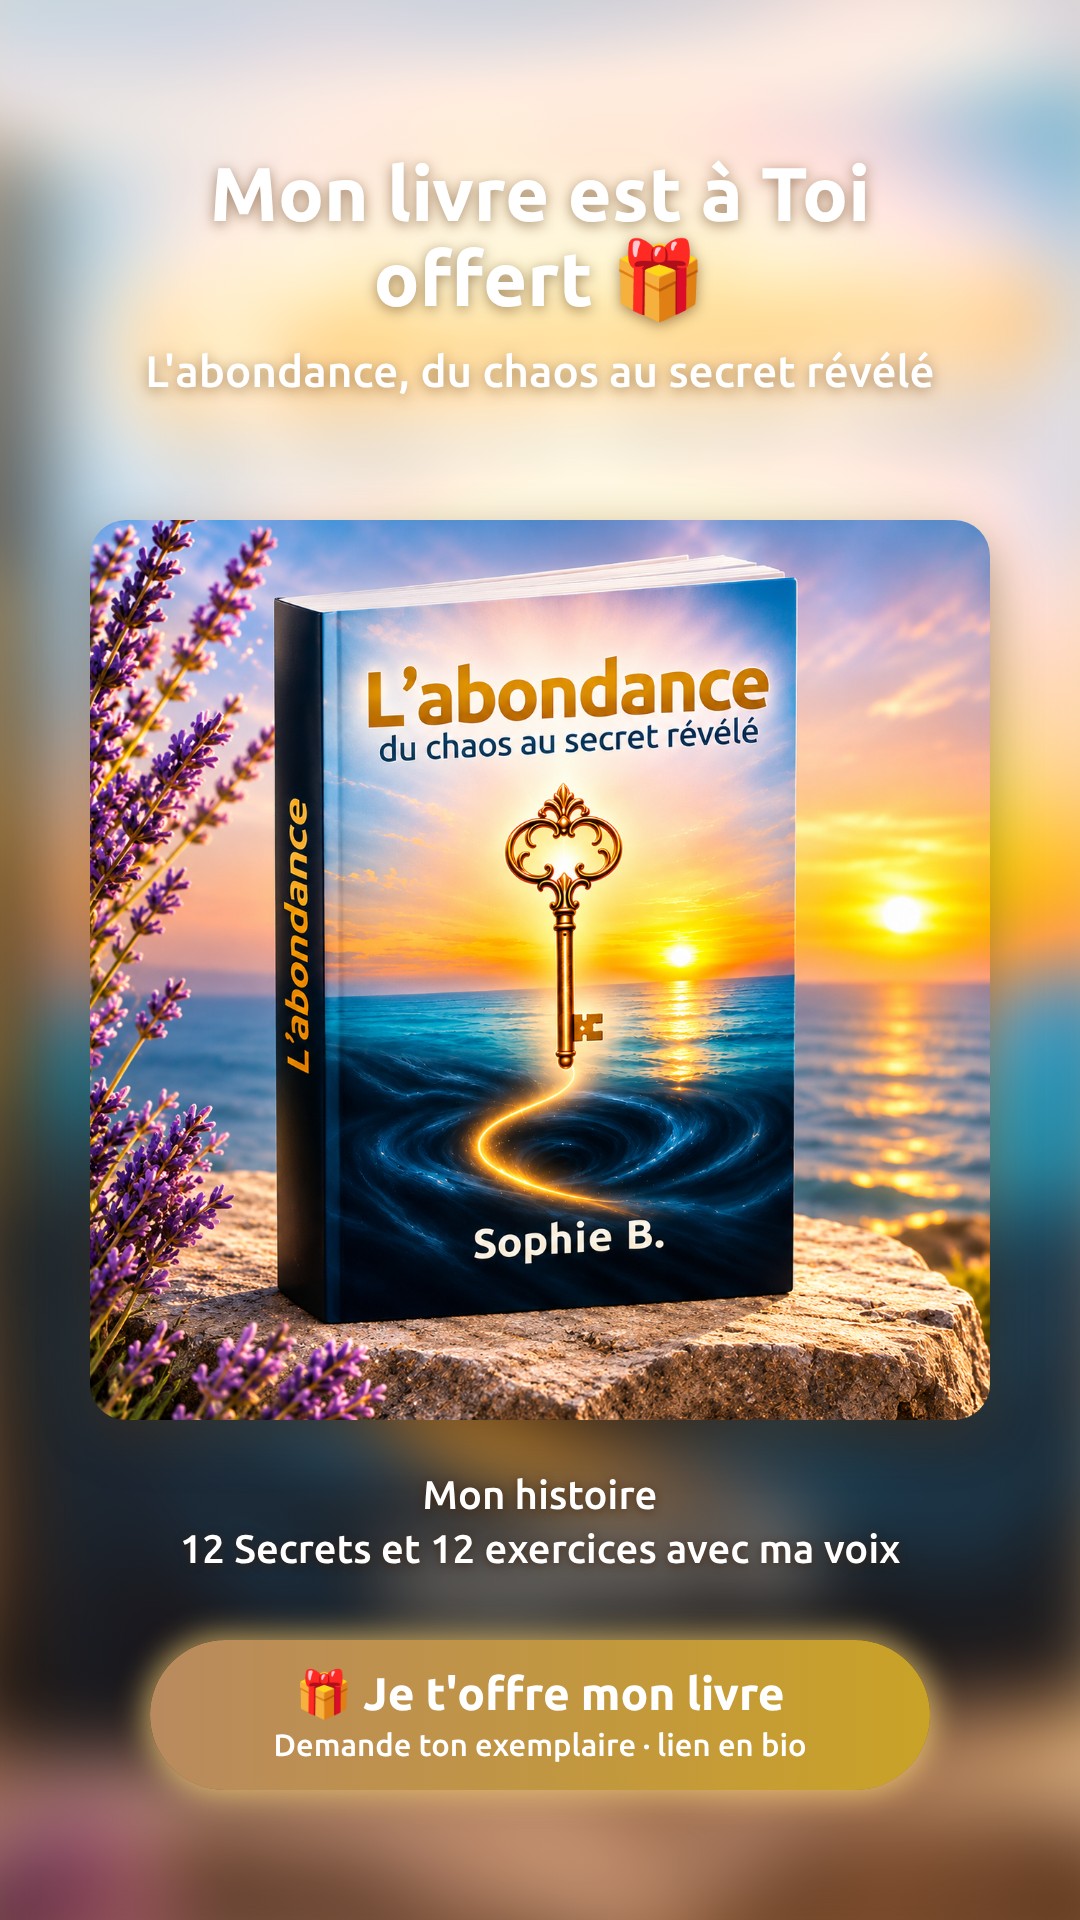 Mon livre est à Toi
offert 🎁
L'abondance, du chaos au secret révélé
L'abondance
du chaos au secret révélé
L'abondance
Sophie B.
Mon histoire
12 Secrets et 12 exercices avec ma voix
🎁 Je t'offre mon livre
Demande ton exemplaire · lien en bio